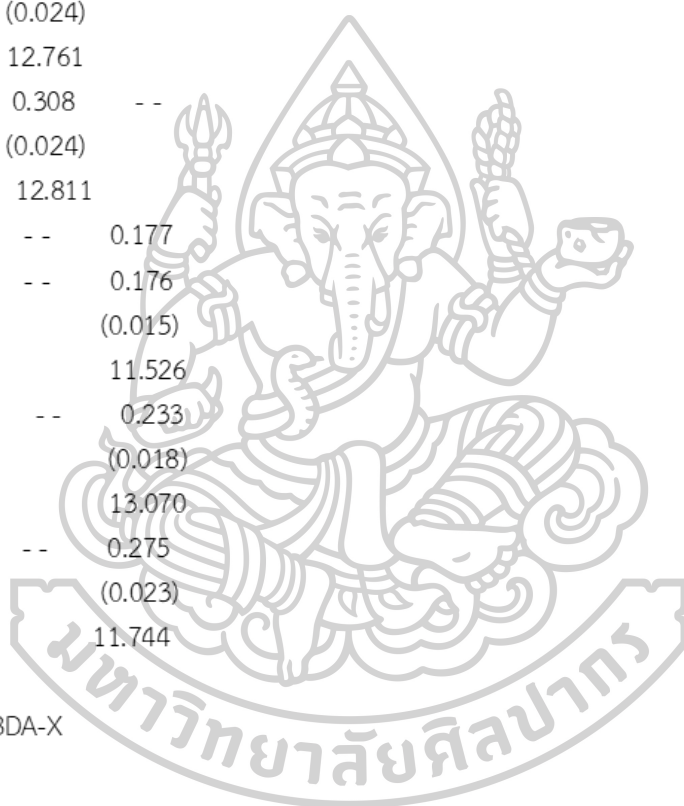 (0.024)
12.761
0.308 - -
(0.024)
12.811
- - 0.177
- - 0.176
(0.015)
11.526
- - 0.233
(0.018)
13.070
- - 0.275
(0.023)
11.744
BDA-X
มหาวิทยาลัยศิลปากร